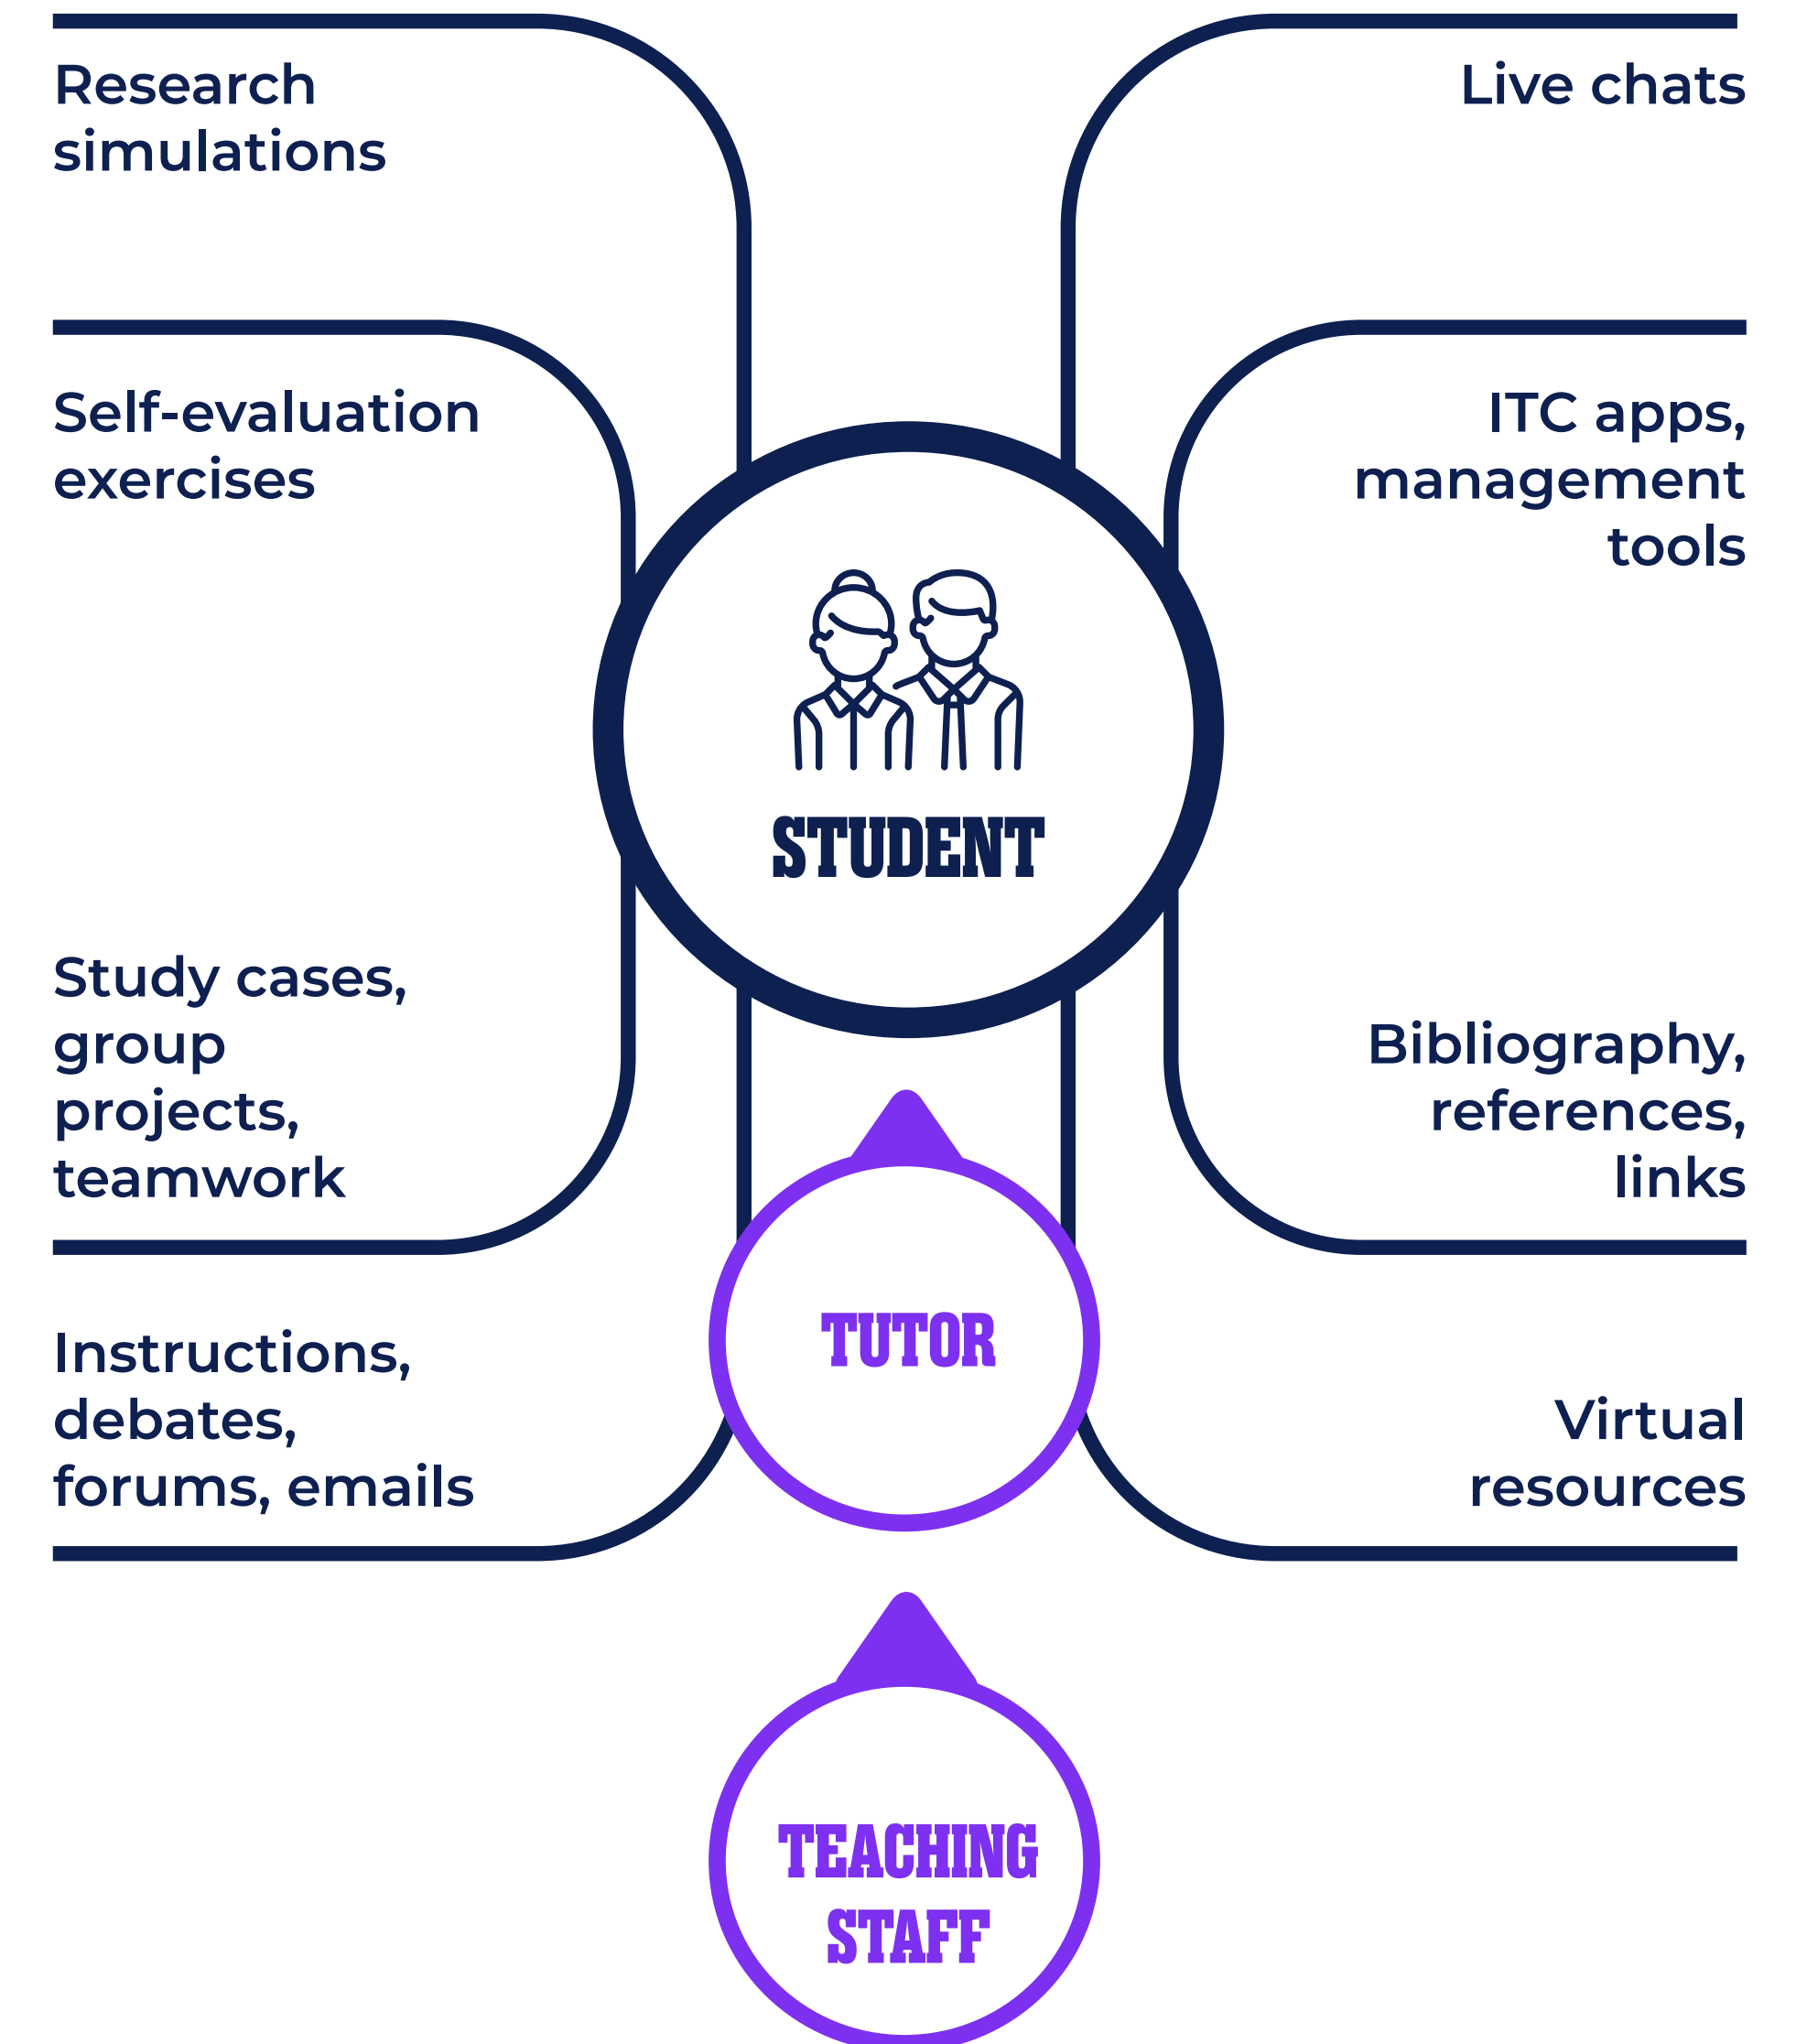 Research
simulations
Live chats
Self-evaluation
exercises
ITC apps,
management
tools
STUDENT
Study cases,
group
projects,
teamwork
Bibliography,
references,
links
TUTOR
Instructions,
debates,
forums, emails
Virtual
resources
TEACHING
STAFF